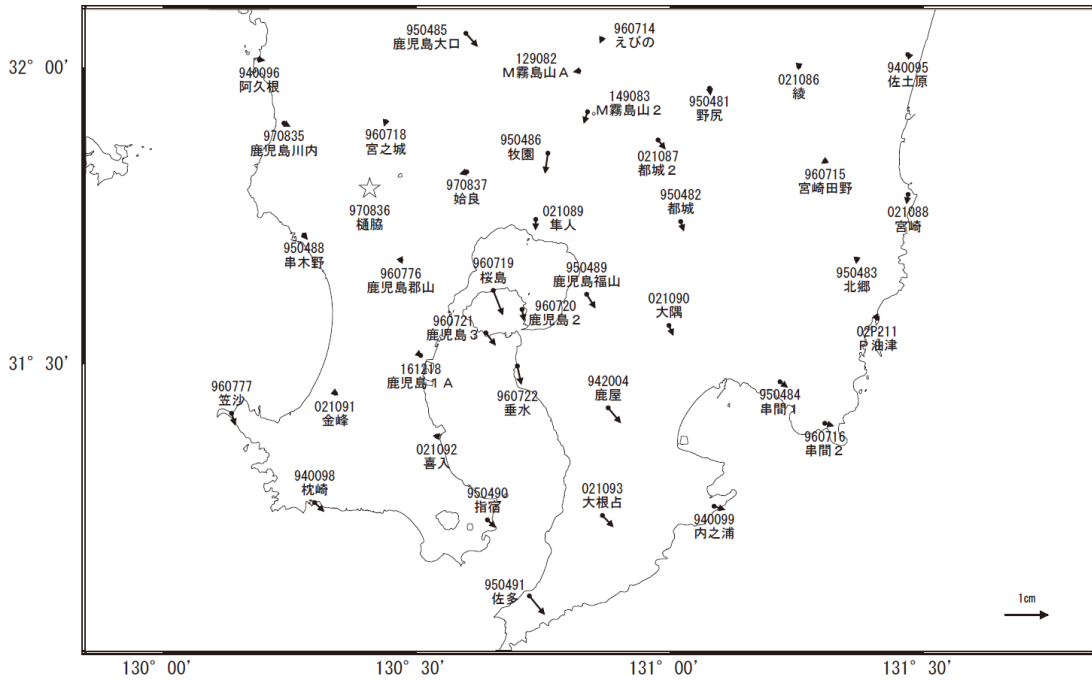 950485
鹿児島大口
960714
えびの
32° 00′
940096
阿久根
129082
M霧島山A
021086
綾
940095
佐土原
149083
M霧島山2
950481
野尻
970835
鹿児島川内
960718
宮之城
950486
牧園
021087
都城2
960715
宮崎田野
970837
姶良
970836
樋脇
950482
都城
021088
宮崎
021089
隼人
950488
串木野
960776
鹿児島郡山
960719
桜島
950489
鹿児島福山
950483
北郷
960720
鹿児島2
021090
大隅
02P211
P油津
960721
鹿児島3
31° 30′
161218
鹿児島1A
960777
笠沙
021091
金峰
960722
垂水
942004
鹿屋
950484
串間1
960716
串間2
021092
喜入
940098
枕崎
950490
指宿
021093
大根占
940099
内之浦
950491
佐多
1cm
130° 00′
130° 30′
131° 00′
131° 30′